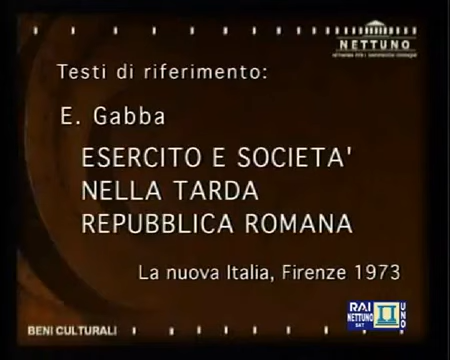 NETTUNO
Testi di riferimento:
E. Gabba
ESERCITO E SOCIETA'
NELLA TARDA
REPUBBLICA ROMANA
La nuova Italia, Firenze 1973
RAI
NETTUNO
SAT
UNO
BENI CULTURALI